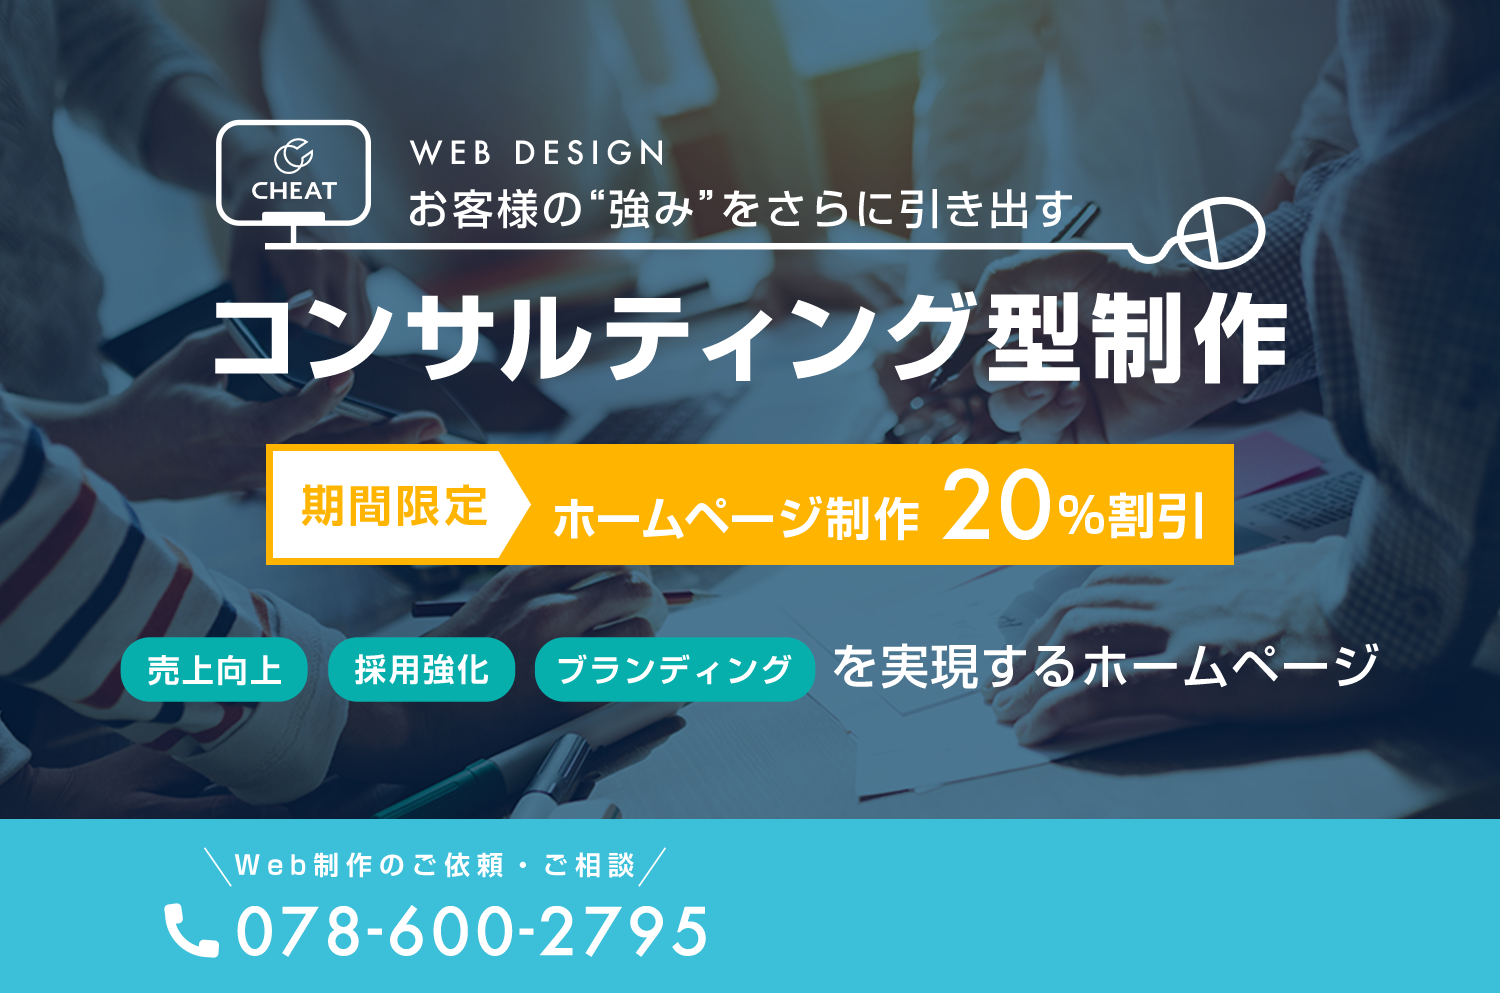 CHEAT
WEB DESIGN
お客様の“強み”をさらに引き出す
コンサルティング型制作
期間限定 ホームページ制作 20%割引
売上向上 採用強化 ブランディング を実現するホームページ
Web制作のご依頼・ご相談
078-600-2795